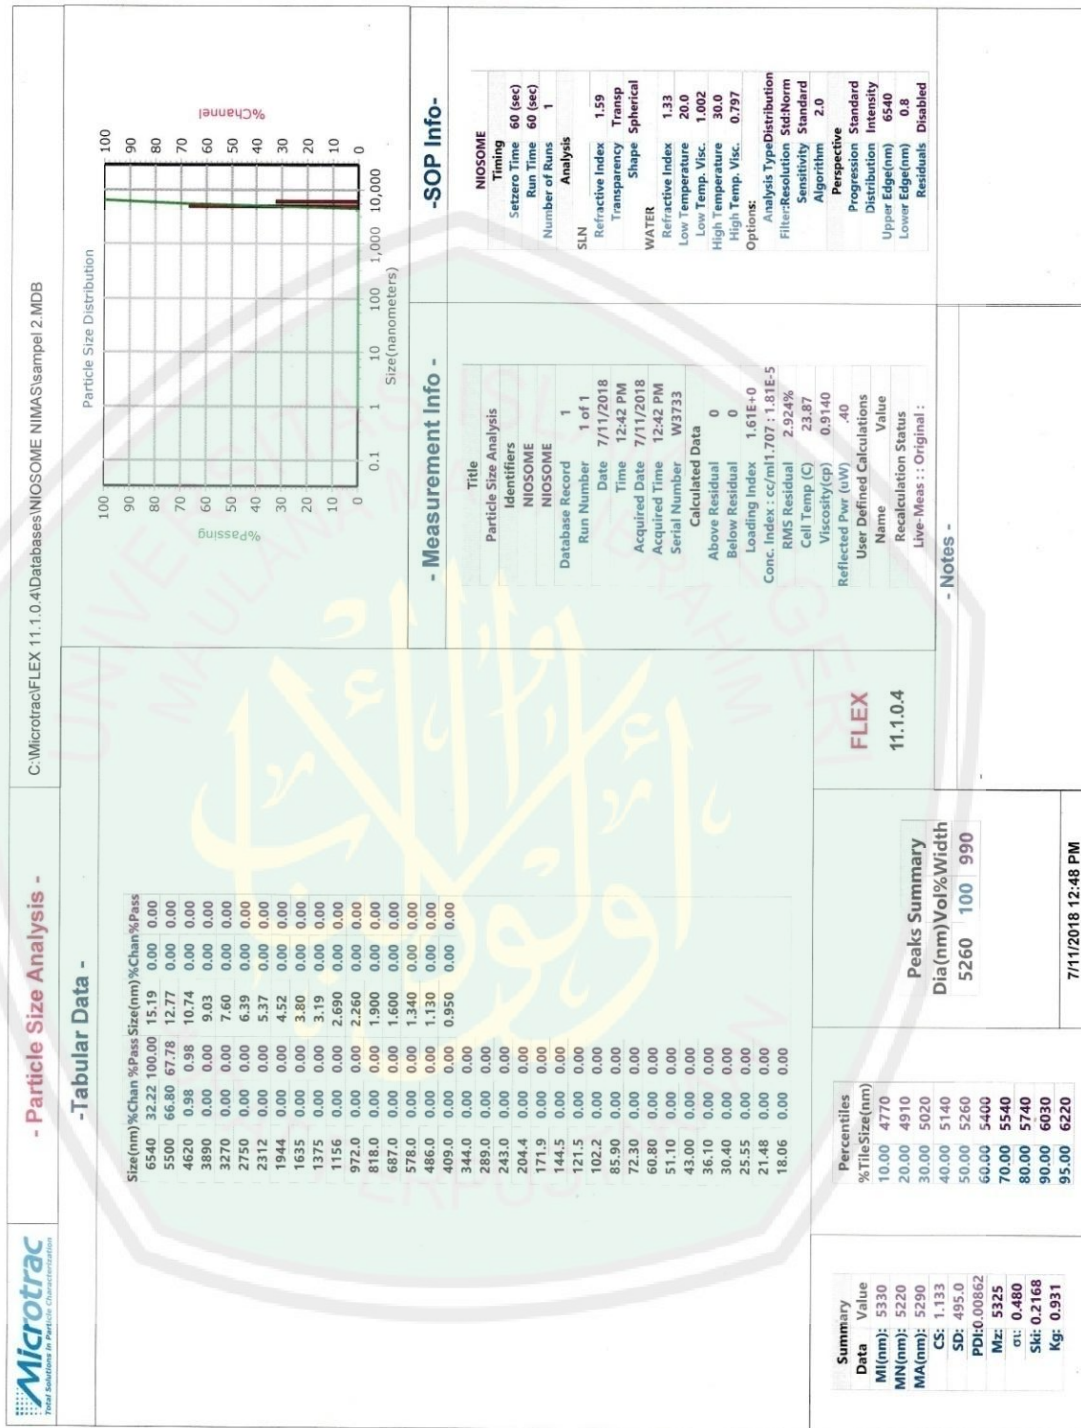 Microtrac
Total Solutions in Particle Characterization
- Particle Size Analysis -
C:\Microtrac\FLEX 11.1.0.4\Databases\NIOSOME NIMAS\sampel 2.MDB
-Tabular Data -
Size(nm) %Chan %Pass Size(nm) %Chan %Pass
6540 32.22 100.00 15.19 0.00 0.00
5500 66.80 67.78 12.77 0.00 0.00
4620 0.98 0.98 10.74 0.00 0.00
3890 0.00 0.00 9.03 0.00 0.00
3270 0.00 0.00 7.60 0.00 0.00
2750 0.00 0.00 6.39 0.00 0.00
2312 0.00 0.00 5.37 0.00 0.00
1944 0.00 0.00 4.52 0.00 0.00
1635 0.00 0.00 3.80 0.00 0.00
1375 0.00 0.00 3.19 0.00 0.00
1156 0.00 0.00 2.690 0.00 0.00
972.0 0.00 0.00 2.260 0.00 0.00
818.0 0.00 0.00 1.900 0.00 0.00
687.0 0.00 0.00 1.600 0.00 0.00
578.0 0.00 0.00 1.340 0.00 0.00
486.0 0.00 0.00 1.130 0.00 0.00
409.0 0.00 0.00 0.950 0.00 0.00
344.0 0.00 0.00
289.0 0.00 0.00
243.0 0.00 0.00
204.4 0.00 0.00
171.9 0.00 0.00
144.5 0.00 0.00
121.5 0.00 0.00
102.2 0.00 0.00
85.90 0.00 0.00
72.30 0.00 0.00
60.80 0.00 0.00
51.10 0.00 0.00
43.00 0.00 0.00
36.10 0.00 0.00
30.40 0.00 0.00
25.55 0.00 0.00
21.48 0.00 0.00
18.06 0.00 0.00
Particle Size Distribution
%Passing
100 90 80 70 60 50 40 30 20 10 0
%Channel
100 90 80 70 60 50 40 30 20 10 0
0.1 1 10 100 1,000 10,000
Size(nanometers)
- Measurement Info -
Title
Particle Size Analysis
Identifiers
NIOSOME
NIOSOME
Database Record 1
Run Number 1 of 1
Date 7/11/2018
Time 12:42 PM
Acquired Date 7/11/2018
Acquired Time 12:42 PM
Serial Number W3733
Calculated Data
Above Residual 0
Below Residual 0
Loading Index 1.61E+0
Conc. Index : cc/ml 1.707 : 1.81E-5
RMS Residual 2.924%
Cell Temp (C) 23.87
Viscosity(cp) 0.9140
Reflected Pwr (uW) .40
User Defined Calculations
Name Value
Recalculation Status
Live-Meas : : Original :
-SOP Info-
NIOSOME
Timing
Setzero Time 60 (sec)
Run Time 60 (sec)
Number of Runs 1
Analysis
SLN
Refractive Index 1.59
Transparency Transp
Shape Spherical
WATER
Refractive Index 1.33
Low Temperature 20.0
Low Temp. Visc. 1.002
High Temperature 30.0
High Temp. Visc. 0.797
Options:
Analysis Type Distribution
Filter:Resolution Std:Norm
Sensitivity Standard
Algorithm 2.0
Perspective
Progression Standard
Distribution Intensity
Upper Edge(nm) 6540
Lower Edge(nm) 0.8
Residuals Disabled
Summary
Data Value
MI(nm): 5330
MN(nm): 5220
MA(nm): 5290
CS: 1.133
SD: 495.0
PDI: 0.00862
Mz: 5325
σı: 0.480
Ski: 0.2168
Kg: 0.931
Percentiles
%Tile Size(nm)
10.00 4770
20.00 4910
30.00 5020
40.00 5140
50.00 5260
60.00 5400
70.00 5540
80.00 5740
90.00 6030
95.00 6220
Peaks Summary
Dia(nm) Vol% Width
5260 100 990
FLEX
11.1.0.4
- Notes -
7/11/2018 12:48 PM